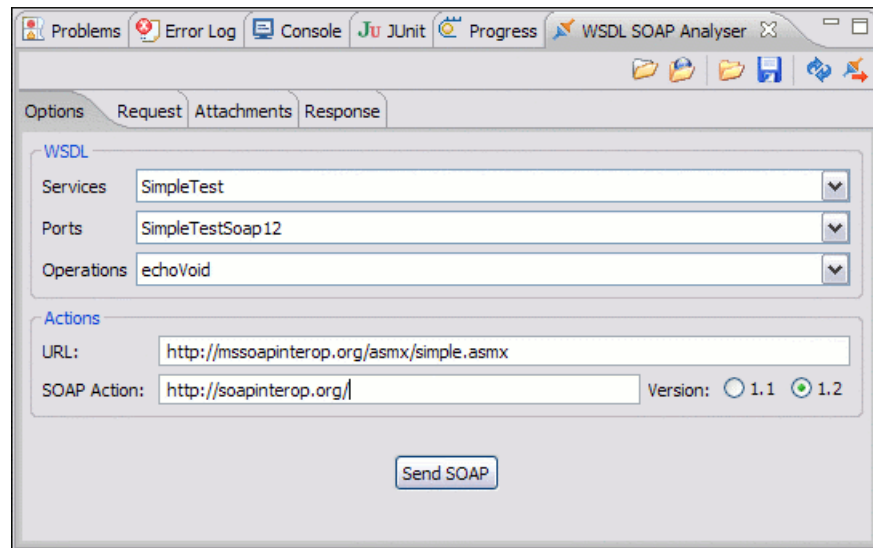 Problems Error Log Console Ju JUnit Progress WSDL SOAP Analyser
Options Request Attachments Response
WSDL
Services SimpleTest
Ports SimpleTestSoap12
Operations echoVoid
Actions
URL: http://mssoapinterop.org/asmx/simple.asmx
SOAP Action: http://soapinterop.org/ Version: 1.1 1.2
Send SOAP